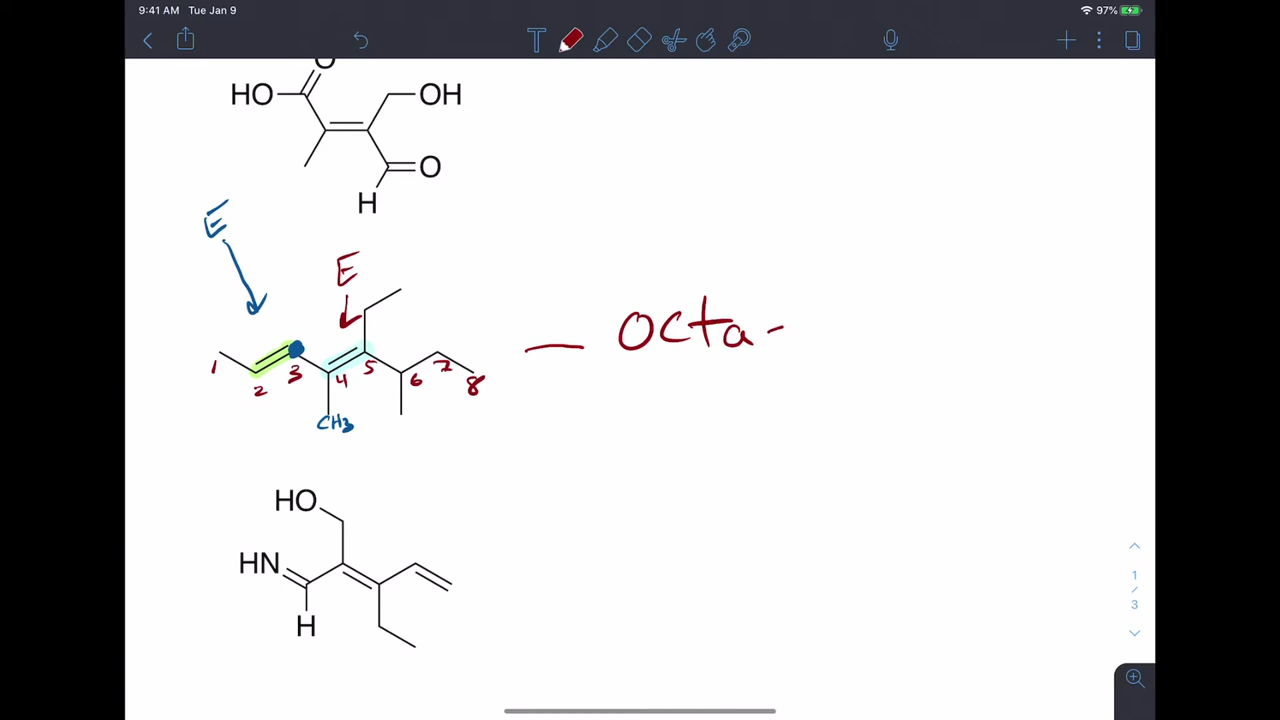 9:41 AM Tue Jan 9
97%
T
O
HO
OH
O
H
E
E
— Octa -
1 2 3 4 5 6 7 8
CH3
HO
HN
H
1
/
3